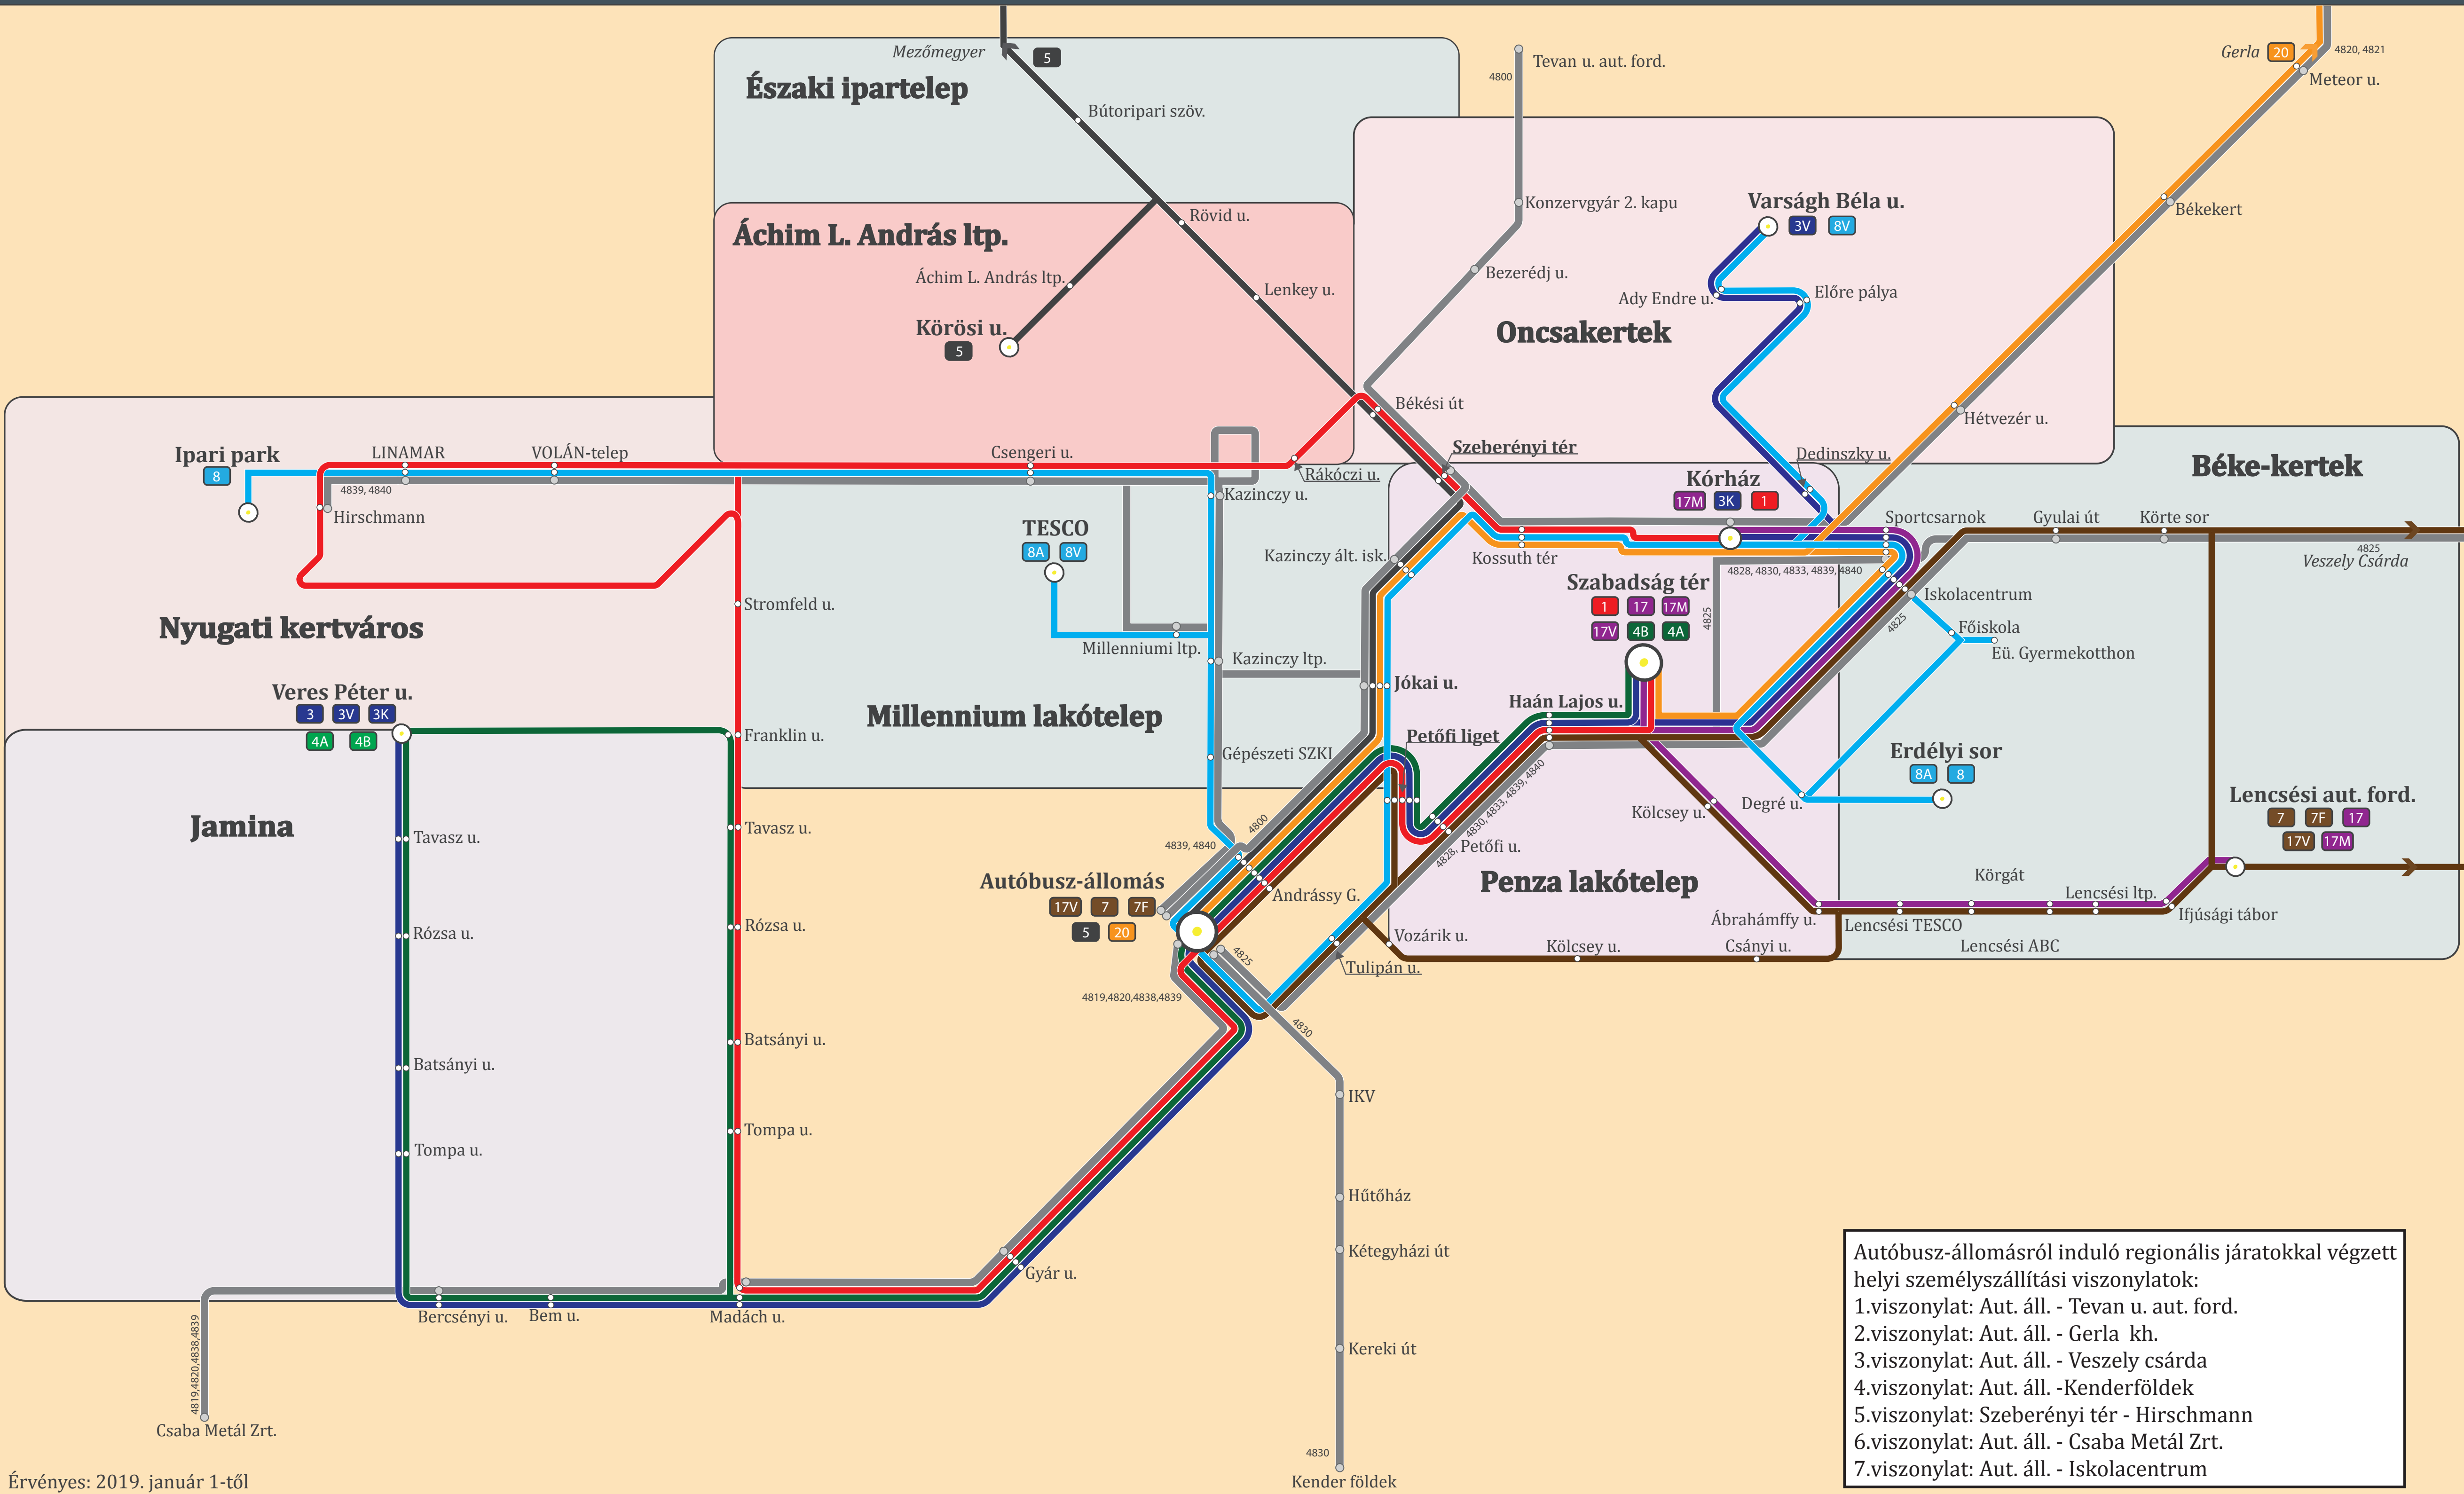 Mezőmegyer
5
Északi ipartelep
Bútoripari szöv.
Tevan u. aut. ford.
4800
Gerla
20
4820, 4821
Meteor u.
Áchim L. András ltp.
Rövid u.
Áchim L. András ltp.
Lenkey u.
Körösi u.
5
Konzervgyár 2. kapu
Bezerédj u.
Varságh Béla u.
3V
8V
Ady Endre u.
Előre pálya
Oncsakertek
Békekert
Hétvezér u.
Békési út
Szeberényi tér
Dedinszky u.
Kórház
17M
3K
1
Béke-kertek
Ipari park
8
LINAMAR
VOLÁN-telep
Csengeri u.
Rákóczi u.
4839, 4840
Hirschmann
Kazinczy u.
Sportcsarnok
Gyulai út
Körte sor
TESCO
8A
8V
Kazinczy ált. isk.
Kossuth tér
4825
Veszely Csárda
4828, 4830, 4833, 4839, 4840
Szabadság tér
1
17
17M
17V
4B
4A
4825
Iskolacentrum
4825
Főiskola
Eü. Gyermekotthon
Stromfeld u.
Nyugati kertváros
Millenniumi ltp.
Kazinczy ltp.
Jókai u.
Haán Lajos u.
Veres Péter u.
3
3V
3K
4A
4B
Millennium lakótelep
Franklin u.
Petőfi liget
Gépészeti SZKI
Erdélyi sor
8A
8
Degré u.
Kölcsey u.
Lencsési aut. ford.
7
7F
17
17V
17M
Jamina
Tavasz u.
Tavasz u.
4800
4839, 4840
4828, 4830, 4833, 4839, 4840
Petőfi u.
Penza lakótelep
Autóbusz-állomás
17V
7
7F
5
20
Andrássy G.
Körgát
Lencsési ltp.
Ifjúsági tábor
Ábrahámffy u.
Lencsési TESCO
Lencsési ABC
Rózsa u.
Rózsa u.
Vozárik u.
Kölcsey u.
Csányi u.
Tulipán u.
4825
4819,4820,4838,4839
4830
Batsányi u.
Batsányi u.
IKV
Tompa u.
Tompa u.
Hűtőház
Kétegyházi út
Gyár u.
Bercsényi u.
Bem u.
Madách u.
Kereki út
4819,4820,4838,4839
Csaba Metál Zrt.
4830
Kender földek
Autóbusz-állomásról induló regionális járatokkal végzett
helyi személyszállítási viszonylatok:
1.viszonylat: Aut. áll. - Tevan u. aut. ford.
2.viszonylat: Aut. áll. - Gerla  kh.
3.viszonylat: Aut. áll. - Veszely csárda
4.viszonylat: Aut. áll. -Kenderföldek
5.viszonylat: Szeberényi tér - Hirschmann
6.viszonylat: Aut. áll. - Csaba Metál Zrt.
7.viszonylat: Aut. áll. - Iskolacentrum
Érvényes: 2019. január 1-től